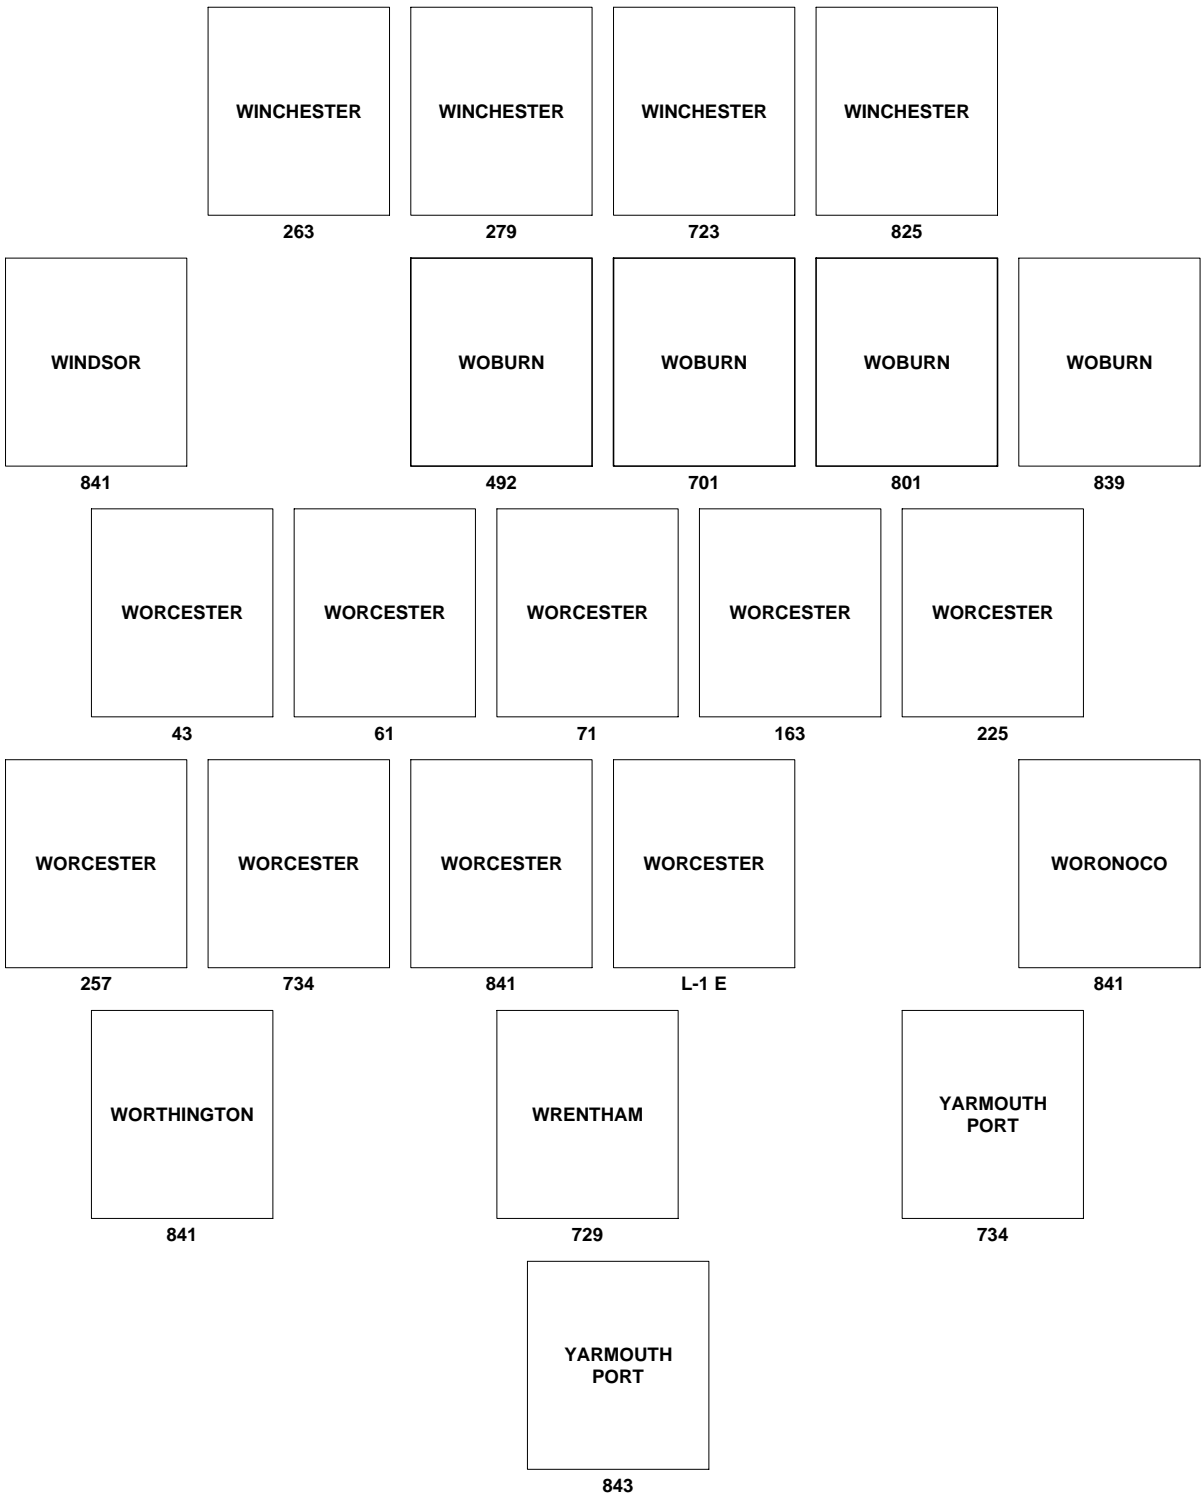 WINCHESTER WINCHESTER WINCHESTER WINCHESTER
263 279 723 825
WINDSOR WOBURN WOBURN WOBURN WOBURN
841 492 701 801 839
WORCESTER WORCESTER WORCESTER WORCESTER WORCESTER
43 61 71 163 225
WORCESTER WORCESTER WORCESTER WORCESTER WORONOCO
257 734 841 L-1 E 841
WORTHINGTON WRENTHAM YARMOUTH
PORT
841 729 734
YARMOUTH
PORT
843